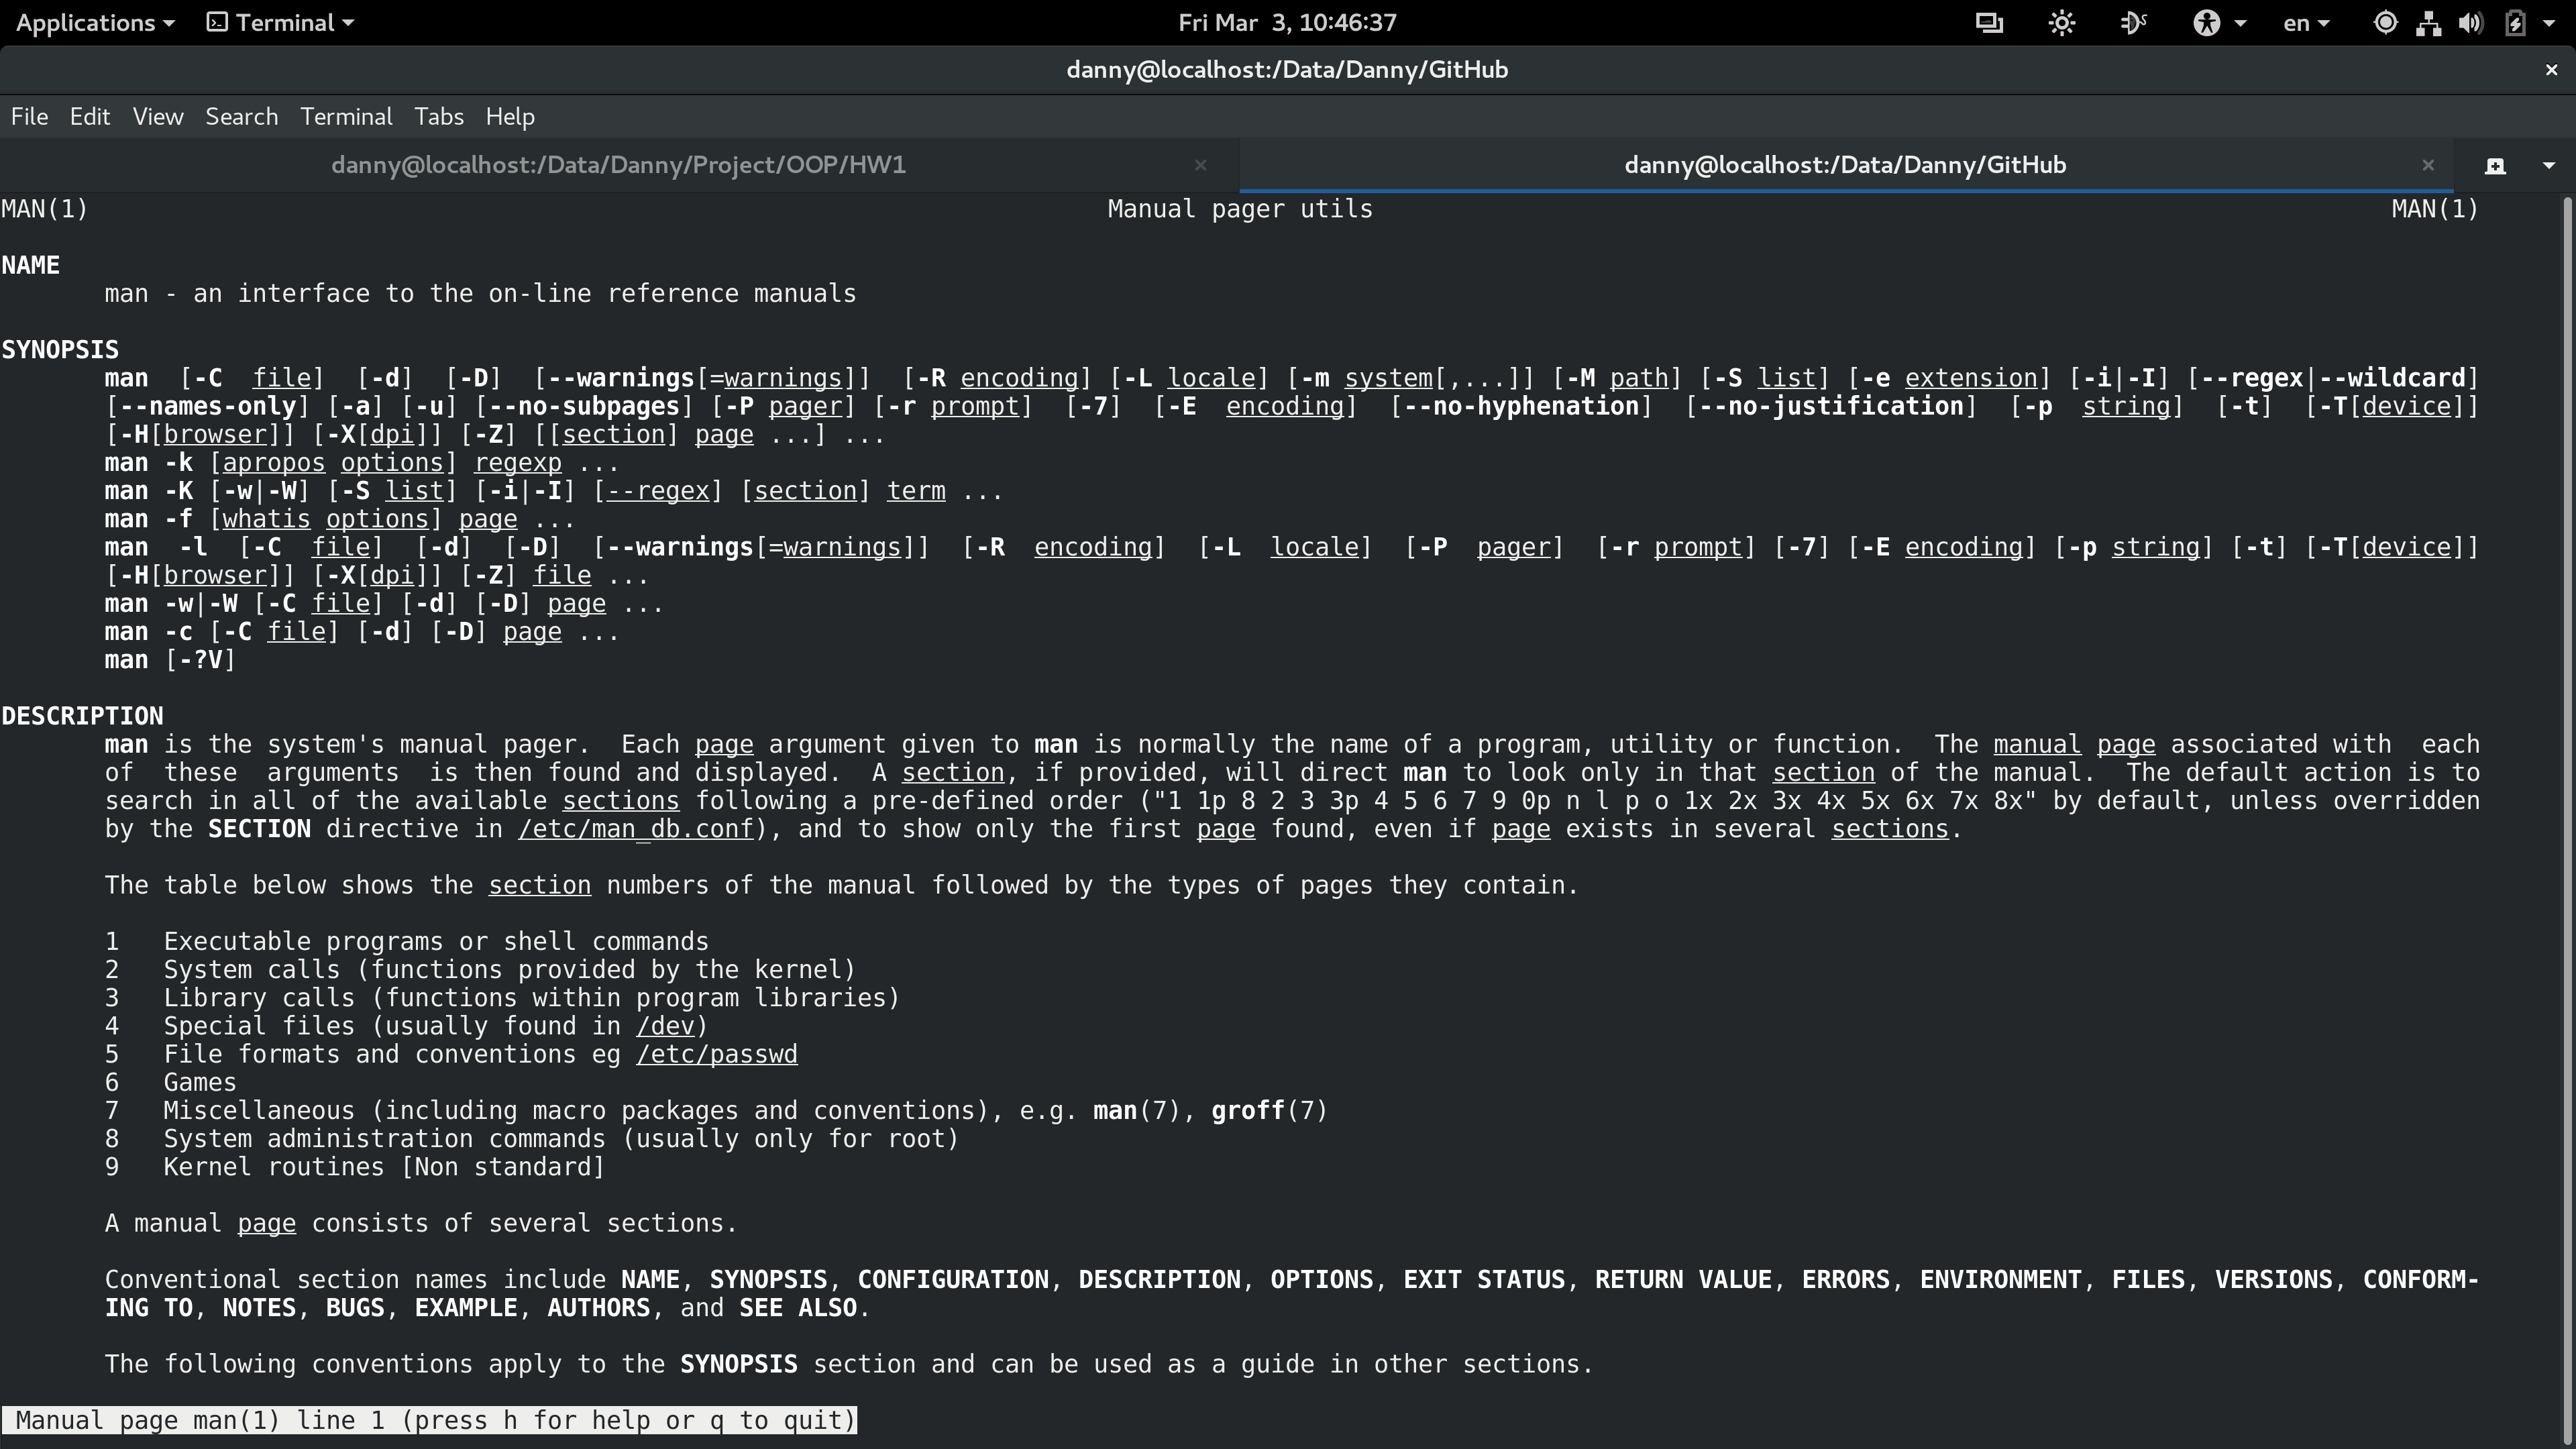 Applications Terminal Fri Mar  3, 10:46:37 en
danny@localhost:/Data/Danny/GitHub
File Edit View Search Terminal Tabs Help
danny@localhost:/Data/Danny/Project/OOP/HW1 danny@localhost:/Data/Danny/GitHub
MAN(1) Manual pager utils MAN(1)
NAME
man - an interface to the on-line reference manuals
SYNOPSIS
man  [-C  file]  [-d]  [-D]  [--warnings[=warnings]]  [-R encoding] [-L locale] [-m system[,...]] [-M path] [-S list] [-e extension] [-i|-I] [--regex|--wildcard]
[--names-only] [-a] [-u] [--no-subpages] [-P pager] [-r prompt]  [-7]  [-E  encoding]  [--no-hyphenation]  [--no-justification]  [-p  string]  [-t]  [-T[device]]
[-H[browser]] [-X[dpi]] [-Z] [[section] page ...] ...
man -k [apropos options] regexp ...
man -K [-w|-W] [-S list] [-i|-I] [--regex] [section] term ...
man -f [whatis options] page ...
man  -l  [-C  file]  [-d]  [-D]  [--warnings[=warnings]]  [-R  encoding]  [-L  locale]  [-P  pager]  [-r prompt] [-7] [-E encoding] [-p string] [-t] [-T[device]]
[-H[browser]] [-X[dpi]] [-Z] file ...
man -w|-W [-C file] [-d] [-D] page ...
man -c [-C file] [-d] [-D] page ...
man [-?V]
DESCRIPTION
man is the system's manual pager.  Each page argument given to man is normally the name of a program, utility or function.  The manual page associated with  each
of  these  arguments  is then found and displayed.  A section, if provided, will direct man to look only in that section of the manual.  The default action is to
search in all of the available sections following a pre-defined order ("1 1p 8 2 3 3p 4 5 6 7 9 0p n l p o 1x 2x 3x 4x 5x 6x 7x 8x" by default, unless overridden
by the SECTION directive in /etc/man_db.conf), and to show only the first page found, even if page exists in several sections.
The table below shows the section numbers of the manual followed by the types of pages they contain.
1   Executable programs or shell commands
2   System calls (functions provided by the kernel)
3   Library calls (functions within program libraries)
4   Special files (usually found in /dev)
5   File formats and conventions eg /etc/passwd
6   Games
7   Miscellaneous (including macro packages and conventions), e.g. man(7), groff(7)
8   System administration commands (usually only for root)
9   Kernel routines [Non standard]
A manual page consists of several sections.
Conventional section names include NAME, SYNOPSIS, CONFIGURATION, DESCRIPTION, OPTIONS, EXIT STATUS, RETURN VALUE, ERRORS, ENVIRONMENT, FILES, VERSIONS, CONFORM-
ING TO, NOTES, BUGS, EXAMPLE, AUTHORS, and SEE ALSO.
The following conventions apply to the SYNOPSIS section and can be used as a guide in other sections.
Manual page man(1) line 1 (press h for help or q to quit)